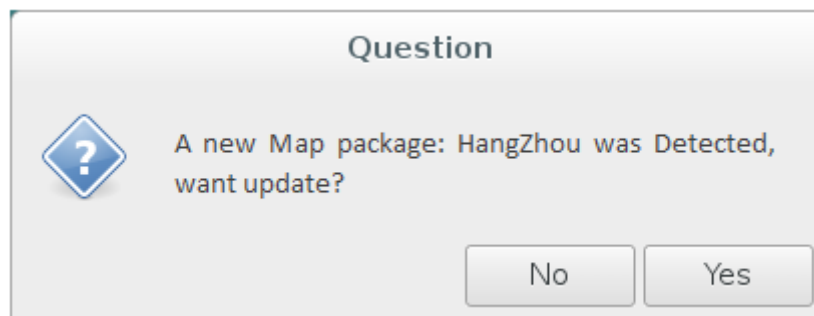 Question
?
A new Map package: HangZhou was Detected,
want update?
No
Yes